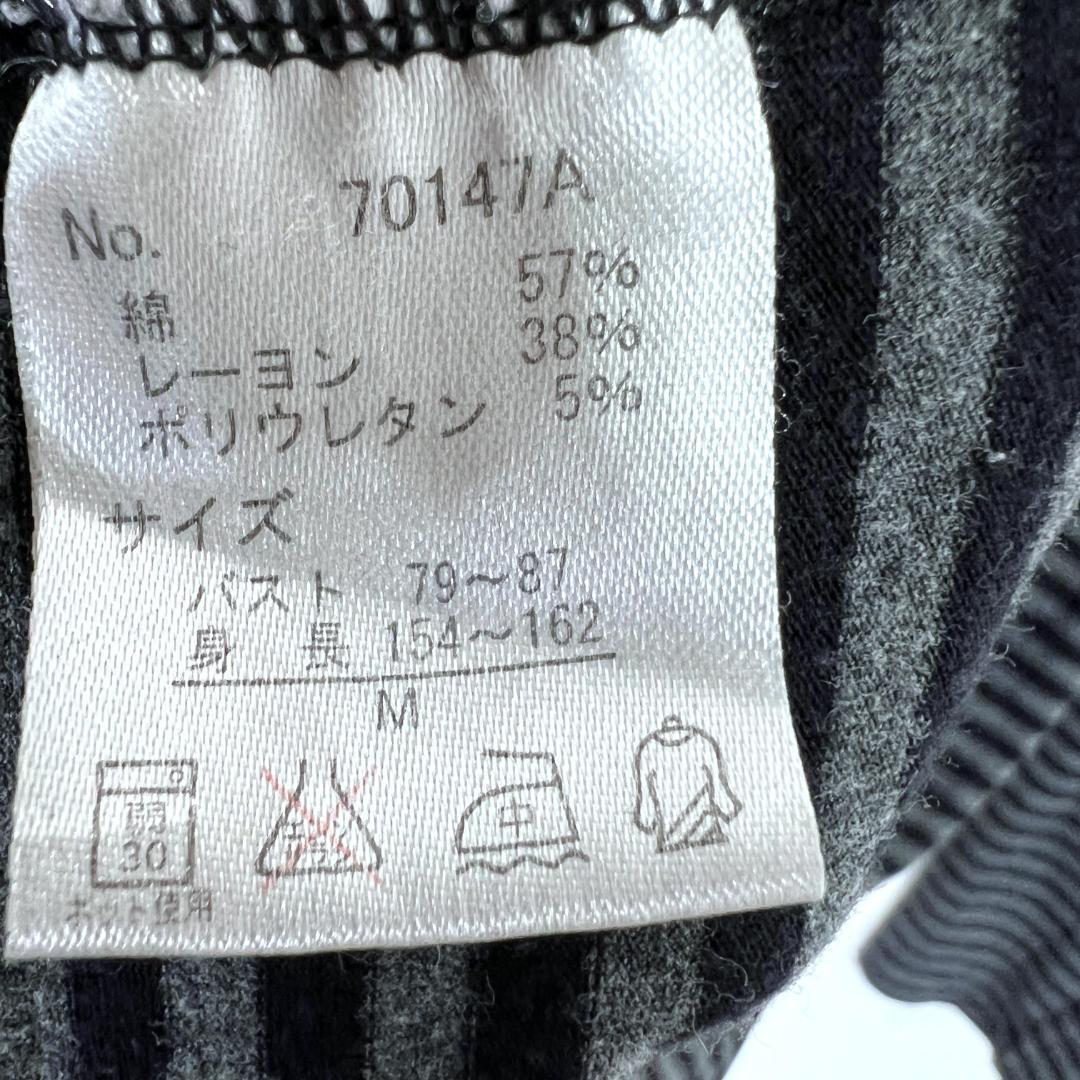 No. 70147A
綿 57%
レーヨン 38%
ポリウレタン 5%
サイズ
バスト 79～87
身 長 154～162
M
弱
30
中
ネット使用